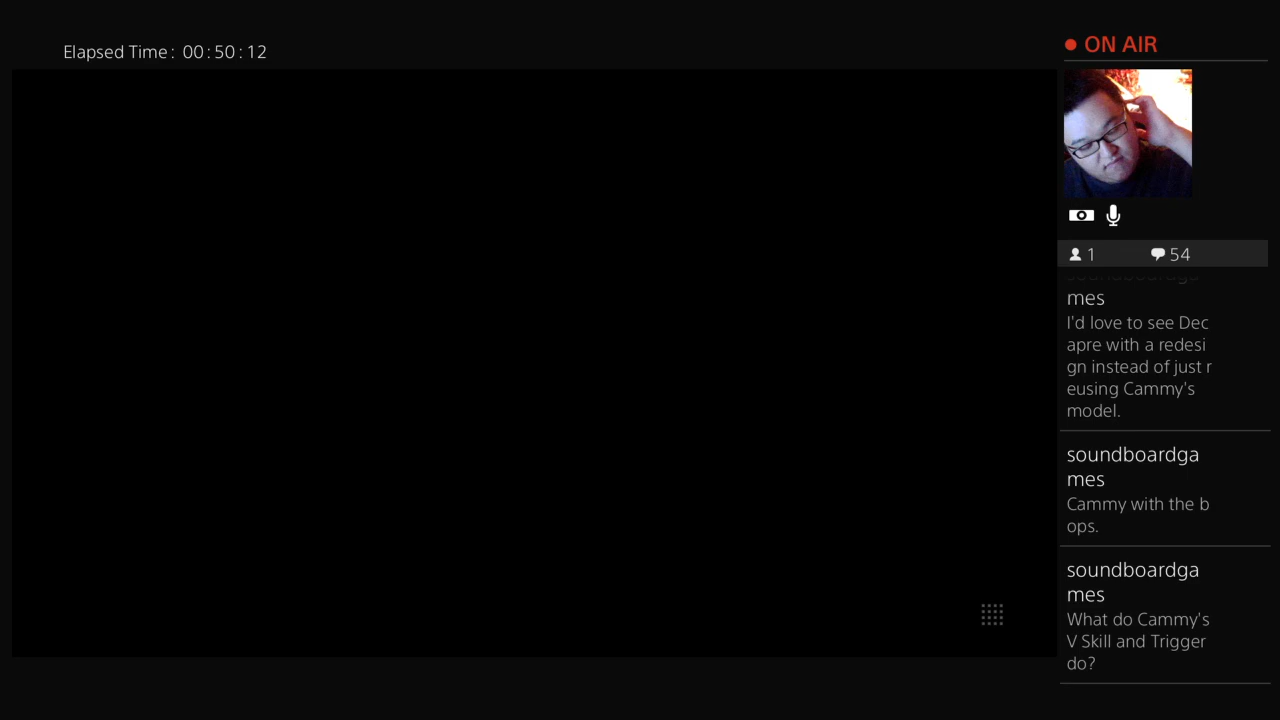 Elapsed Time: 00:50:12
ON AIR
1 54
mes
I'd love to see Dec
apre with a redesi
gn instead of just r
eusing Cammy's
model.
soundboardga
mes
Cammy with the b
ops.
soundboardga
mes
What do Cammy's
V Skill and Trigger
do?